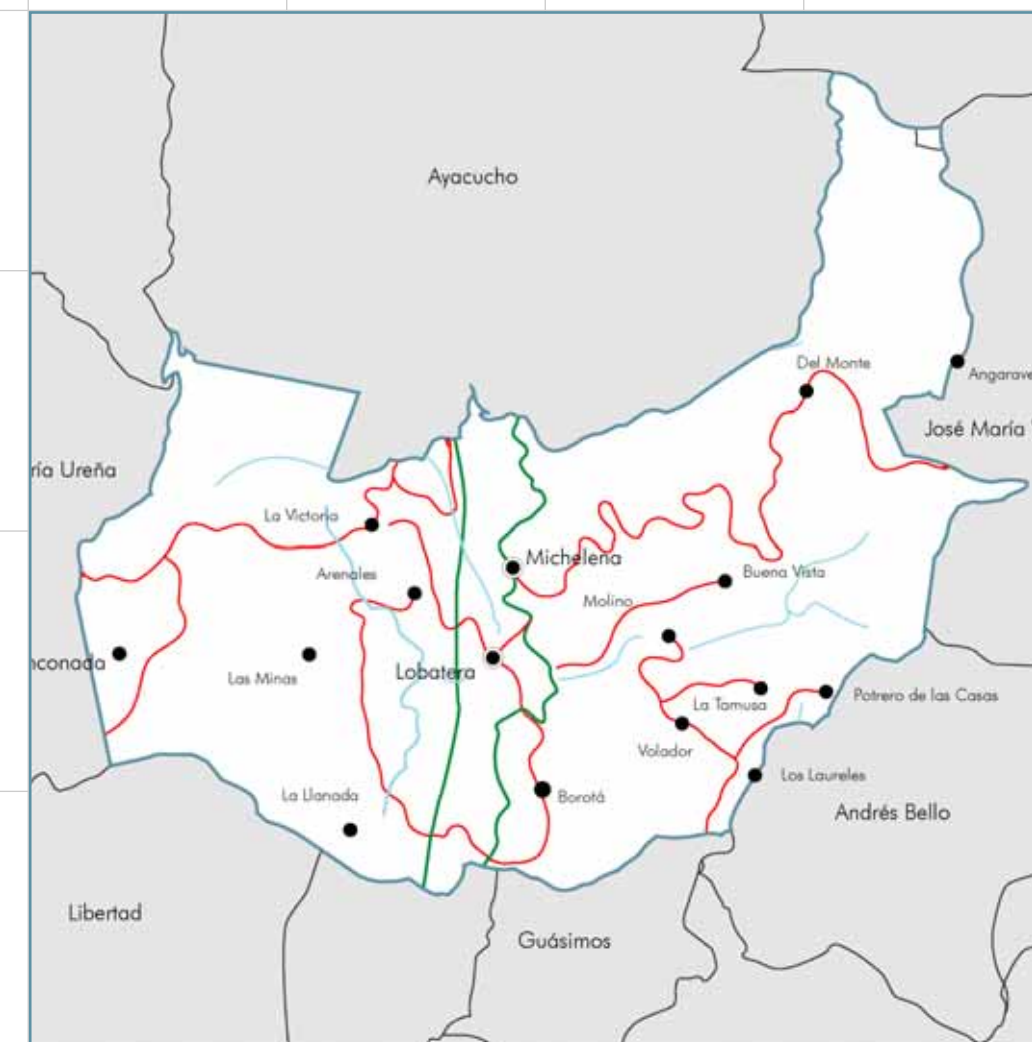 Ayacucho
Del Monte
Angarave
José María
ría Ureña
La Victoria
Michelena
Arenales
Buena Vista
Molino
nconada
Lobatera
Las Minas
La Tamusa
Potrero de las Casas
Volador
Los Laureles
La Llanada
Borotá
Andrés Bello
Libertad
Guásimos